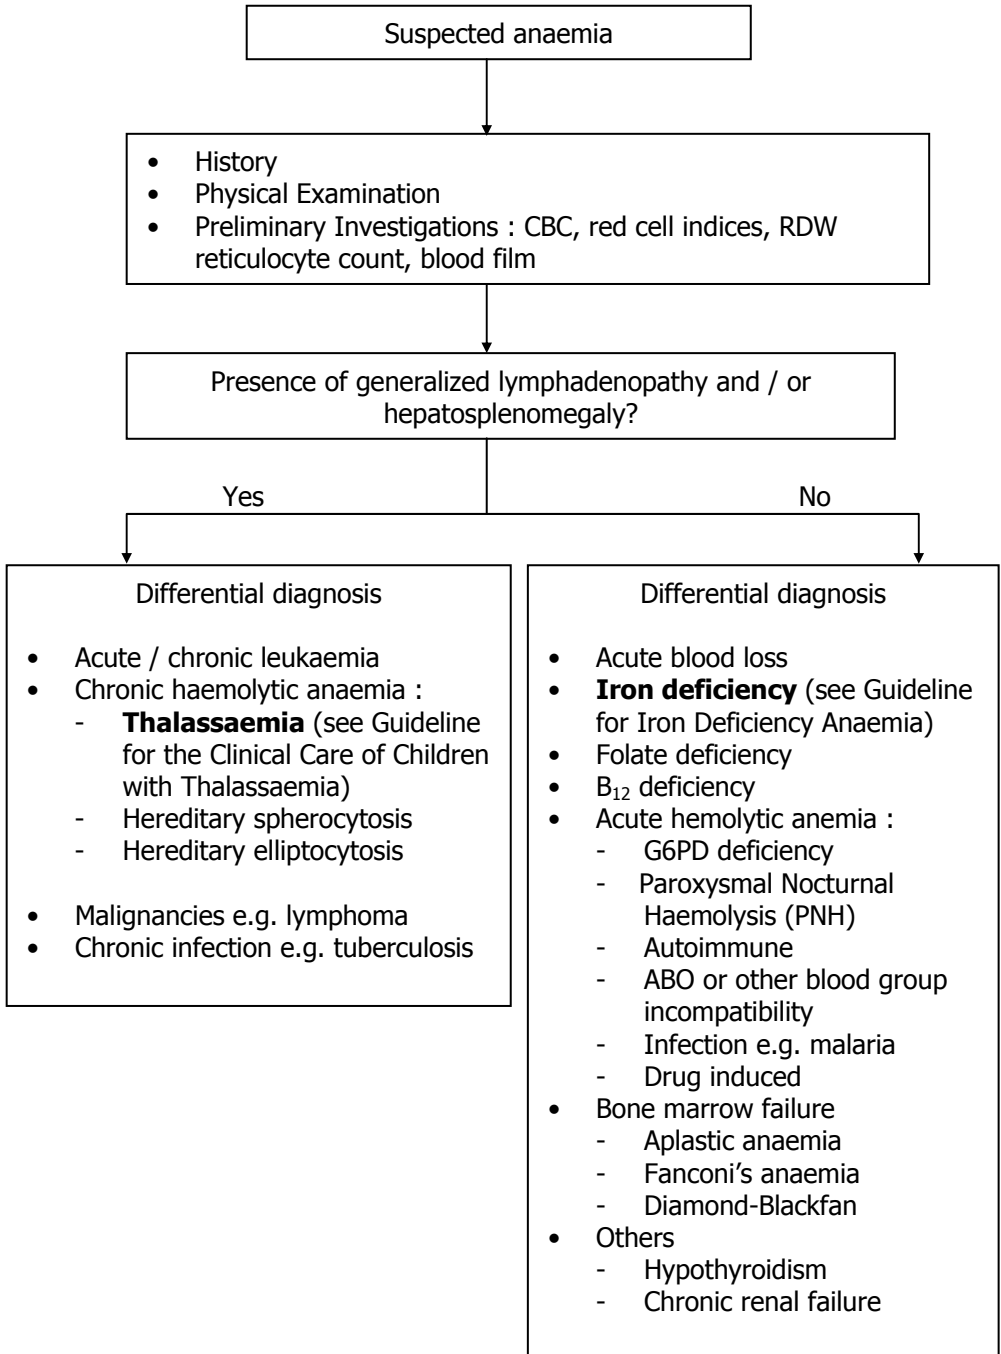 Suspected anaemia
• History
• Physical Examination
• Preliminary Investigations : CBC, red cell indices, RDW
reticulocyte count, blood film
Presence of generalized lymphadenopathy and / or
hepatosplenomegaly?
Yes
No
Differential diagnosis
• Acute / chronic leukaemia
• Chronic haemolytic anaemia :
- Thalassaemia (see Guideline
for the Clinical Care of Children
with Thalassaemia)
- Hereditary spherocytosis
- Hereditary elliptocytosis
• Malignancies e.g. lymphoma
• Chronic infection e.g. tuberculosis
Differential diagnosis
• Acute blood loss
• Iron deficiency (see Guideline
for Iron Deficiency Anaemia)
• Folate deficiency
• B12 deficiency
• Acute hemolytic anemia :
- G6PD deficiency
- Paroxysmal Nocturnal
Haemolysis (PNH)
- Autoimmune
- ABO or other blood group
incompatibility
- Infection e.g. malaria
- Drug induced
• Bone marrow failure
- Aplastic anaemia
- Fanconi’s anaemia
- Diamond-Blackfan
• Others
- Hypothyroidism
- Chronic renal failure